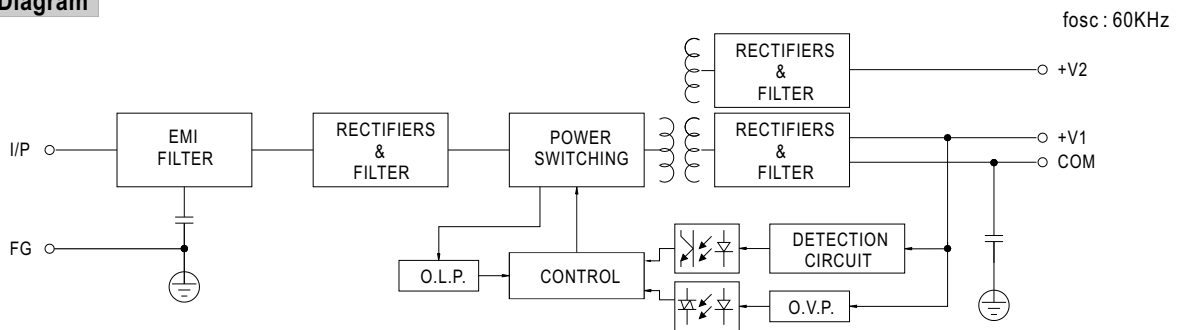 Diagram
fosc : 60KHz
RECTIFIERS
&
FILTER
+V2
I/P
EMI
FILTER
RECTIFIERS
&
FILTER
POWER
SWITCHING
RECTIFIERS
&
FILTER
+V1
COM
FG
O.L.P.
CONTROL
DETECTION
CIRCUIT
O.V.P.